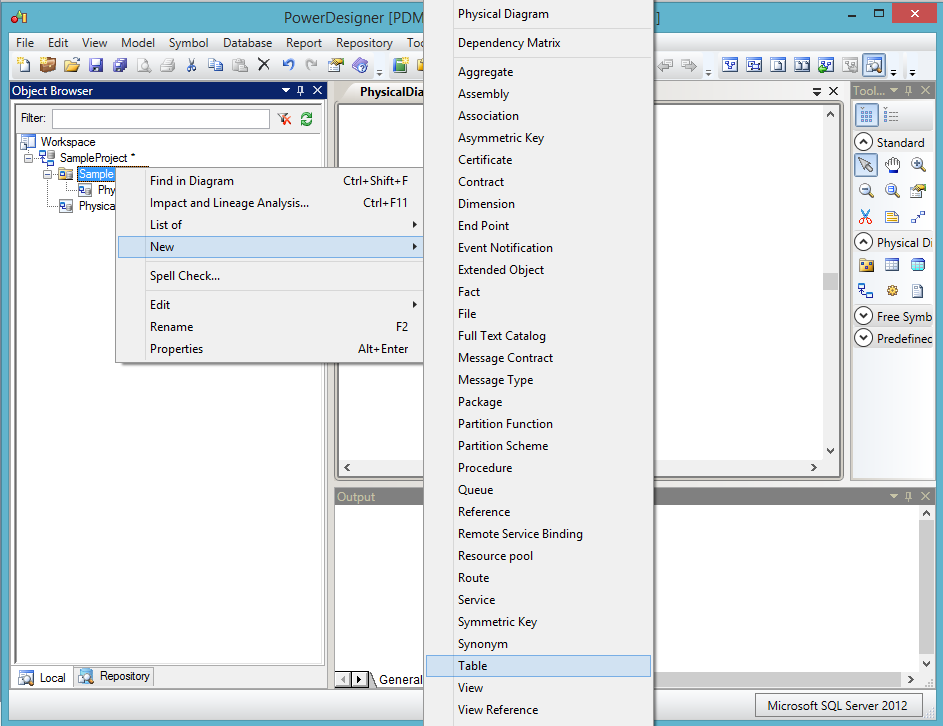 PowerDesigner [PDM
]
File Edit View Model Symbol Database Report Repository
Object Browser
Filter:
Workspace
SampleProject *
Sample
Phy
Physica
Find in Diagram Ctrl+Shift+F
Impact and Lineage Analysis... Ctrl+F11
List of
New
Spell Check...
Edit
Rename F2
Properties Alt+Enter
Physical Diagram
Dependency Matrix
Aggregate
Assembly
Association
Asymmetric Key
Certificate
Contract
Dimension
End Point
Event Notification
Extended Object
Fact
File
Full Text Catalog
Message Contract
Message Type
Package
Partition Function
Partition Scheme
Procedure
Queue
Reference
Remote Service Binding
Resource pool
Route
Service
Symmetric Key
Synonym
Table
View
View Reference
PhysicalDia
Tool...
Standard
Physical Di
Free Symb
Predefined
Output
General
Local Repository
Microsoft SQL Server 2012